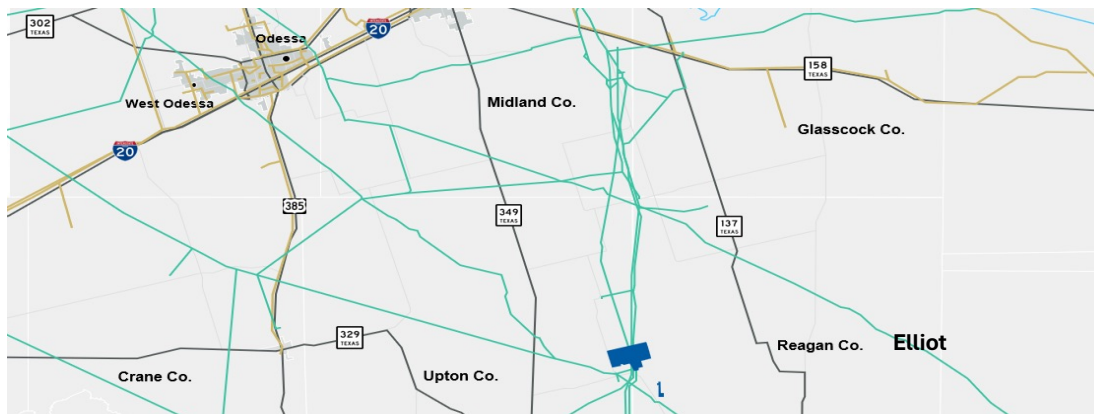 302
TEXAS
Odessa
20
158
TEXAS
West Odessa
Midland Co.
Glasscock Co.
20
385
349
TEXAS
137
TEXAS
329
TEXAS
Reagan Co.
Elliot
Crane Co.
Upton Co.